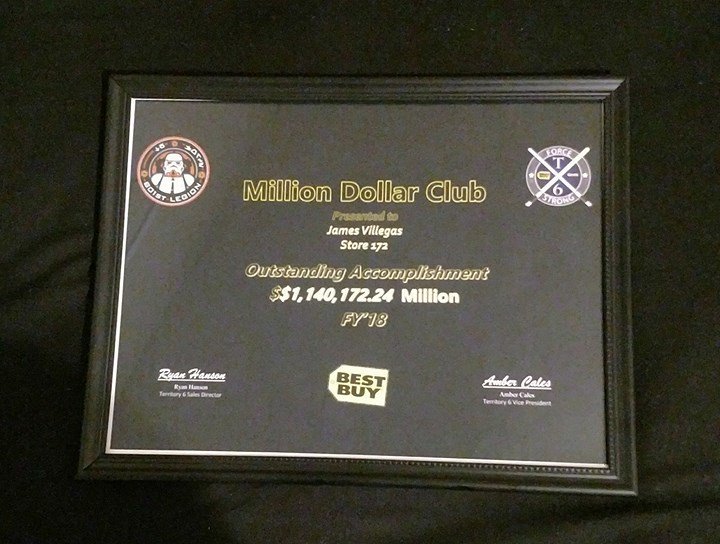 Million Dollar Club
Presented to
James Villegas
Store 172
Outstanding Accomplishment
$$1,140,172.24 Million
FY'18
Ryan Hanson
Ryan Hanson
Territory 6 Sales Director
BEST
BUY
Amber Cales
Amber Cales
Territory 6 Vice President
801ST LEGION
FORCE
T
6
STRONG